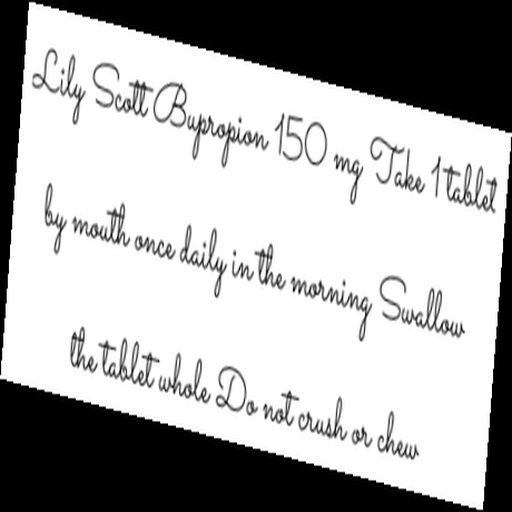 Lily Scott Bupropion 150 mg Take 1 tablet
by mouth once daily in the morning Swallow
the tablet whole Do not crush or chew